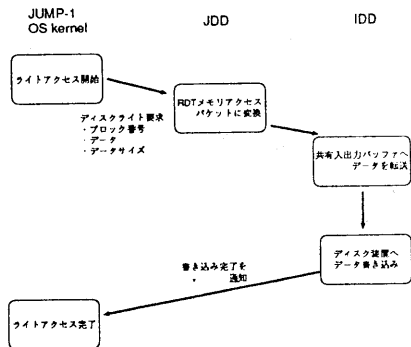 JUMP-1
OS kernel
JDD
IDD
ライトアクセス開始
ディスクライト要求
・ブロック番号
・データ
・データサイズ
RDTメモリアクセス
パケットに変換
共有入出力バッファへ
データを転送
ディスク装置へ
データ書き込み
書き込み完了を
通知
ライトアクセス完了